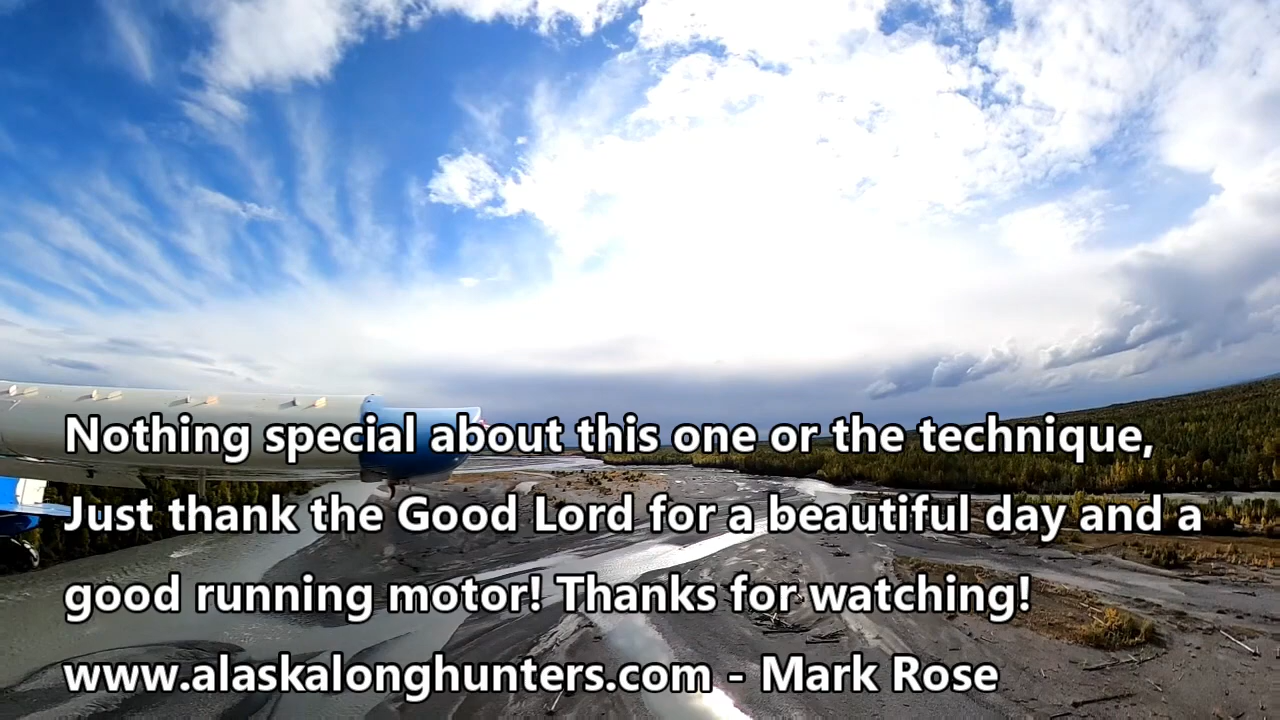 Nothing special about this one or the technique,
Just thank the Good Lord for a beautiful day and a
good running motor! Thanks for watching!
www.alaskalonghunters.com - Mark Rose